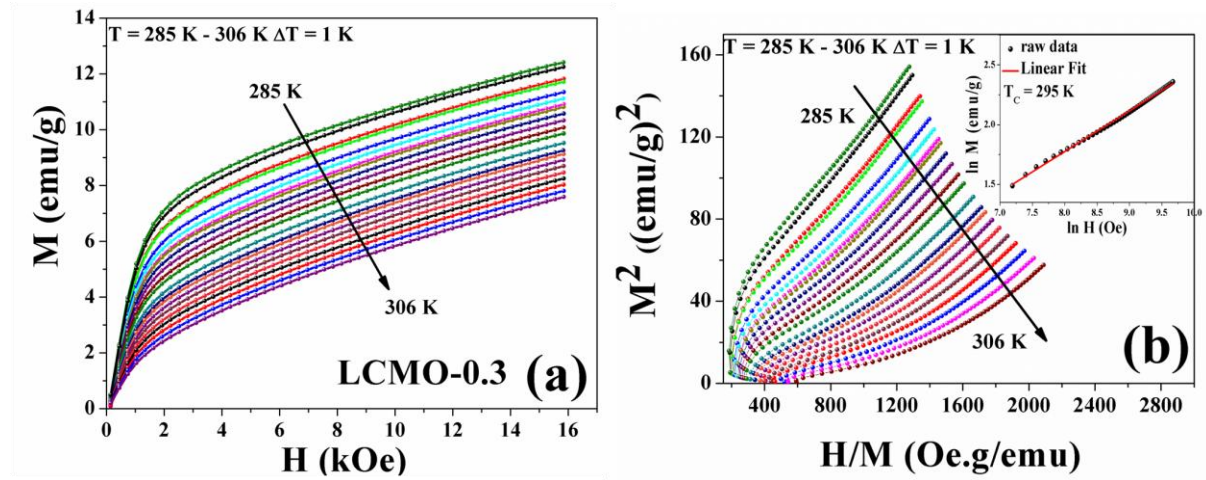 T = 285 K - 306 K ΔT = 1 K
285 K
306 K
LCMO-0.3 (a)
M (emu/g)
14
12
10
8
6
4
2
0
0 2 4 6 8 10 12 14 16
H (kOe)
T = 285 K - 306 K ΔT = 1 K
285 K
306 K
(b)
M² ((emu/g)²
160
120
80
40
0
400 800 1200 1600 2000 2400 2800
H/M (Oe.g/emu)
raw data
Linear Fit
T_C = 295 K
ln M (emu/g)
2.5
2.0
1.5
7.0 7.5 8.0 8.5 9.0 9.5 10.0
ln H (Oe)